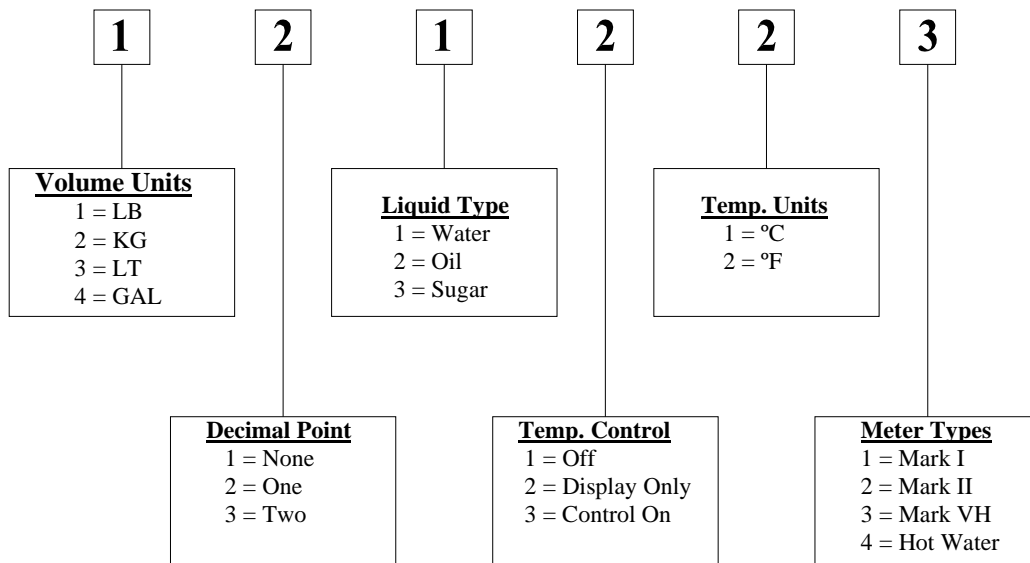 1 2 1 2 2 3
Volume Units
1 = LB
2 = KG
3 = LT
4 = GAL
Liquid Type
1 = Water
2 = Oil
3 = Sugar
Temp. Units
1 = ºC
2 = ºF
Decimal Point
1 = None
2 = One
3 = Two
Temp. Control
1 = Off
2 = Display Only
3 = Control On
Meter Types
1 = Mark I
2 = Mark II
3 = Mark VH
4 = Hot Water